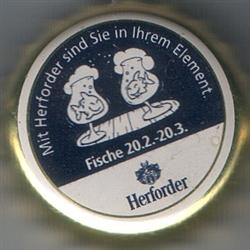 Mit Herforder sind Sie in Ihrem Element.
Fische 20.2.-20.3.
Herforder